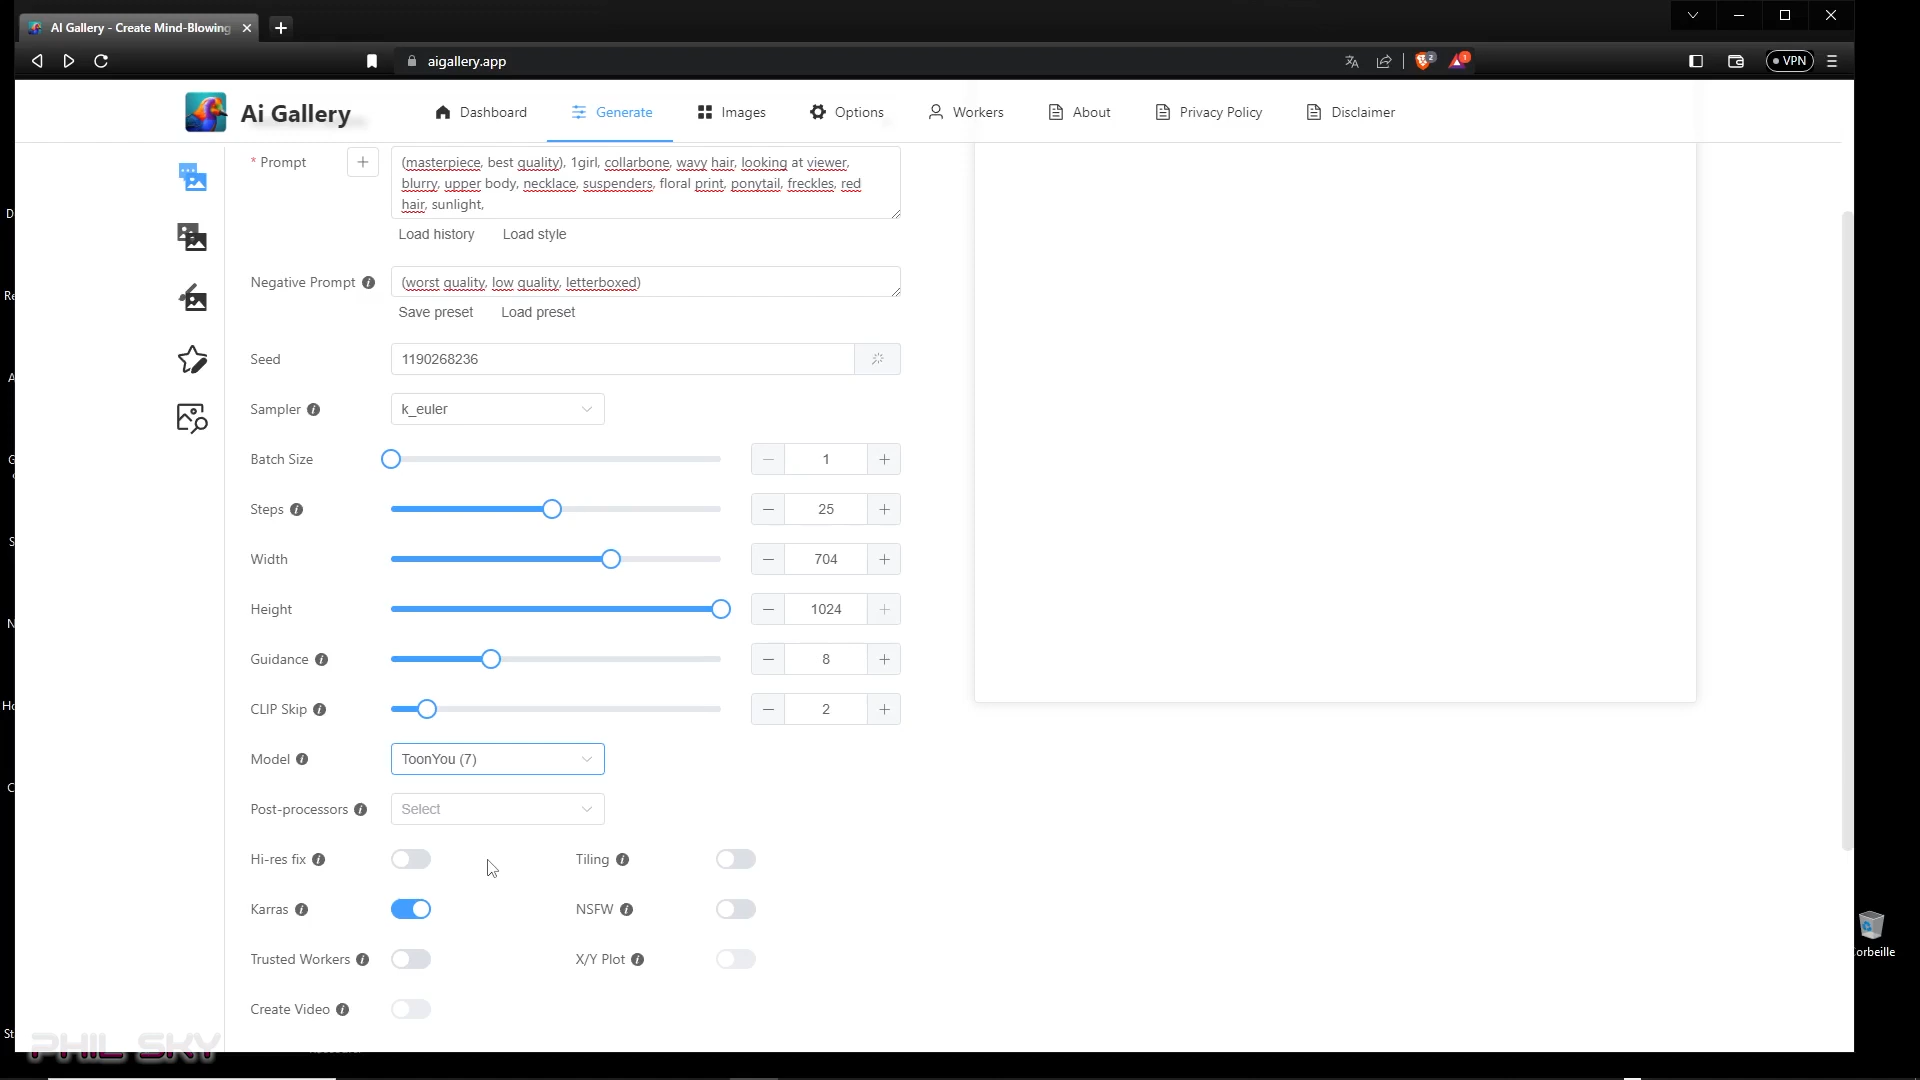 AI Gallery - Create Mind-Blowing
aigallery.app
2
1
VPN
Ai Gallery
Dashboard
Generate
Images
Options
Workers
About
Privacy Policy
Disclaimer
* Prompt
(masterpiece, best quality), 1girl, collarbone, wavy hair, looking at viewer,
blurry, upper body, necklace, suspenders, floral print, ponytail, freckles, red
hair, sunlight,
Load history
Load style
Negative Prompt
(worst quality, low quality, letterboxed)
Save preset
Load preset
Seed
1190268236
Sampler
k_euler
Batch Size
1
Steps
25
Width
704
Height
1024
Guidance
8
CLIP Skip
2
Model
ToonYou (7)
Post-processors
Select
Hi-res fix
Tiling
Karras
NSFW
Trusted Workers
X/Y Plot
Create Video
orbeille
PHIL SKY